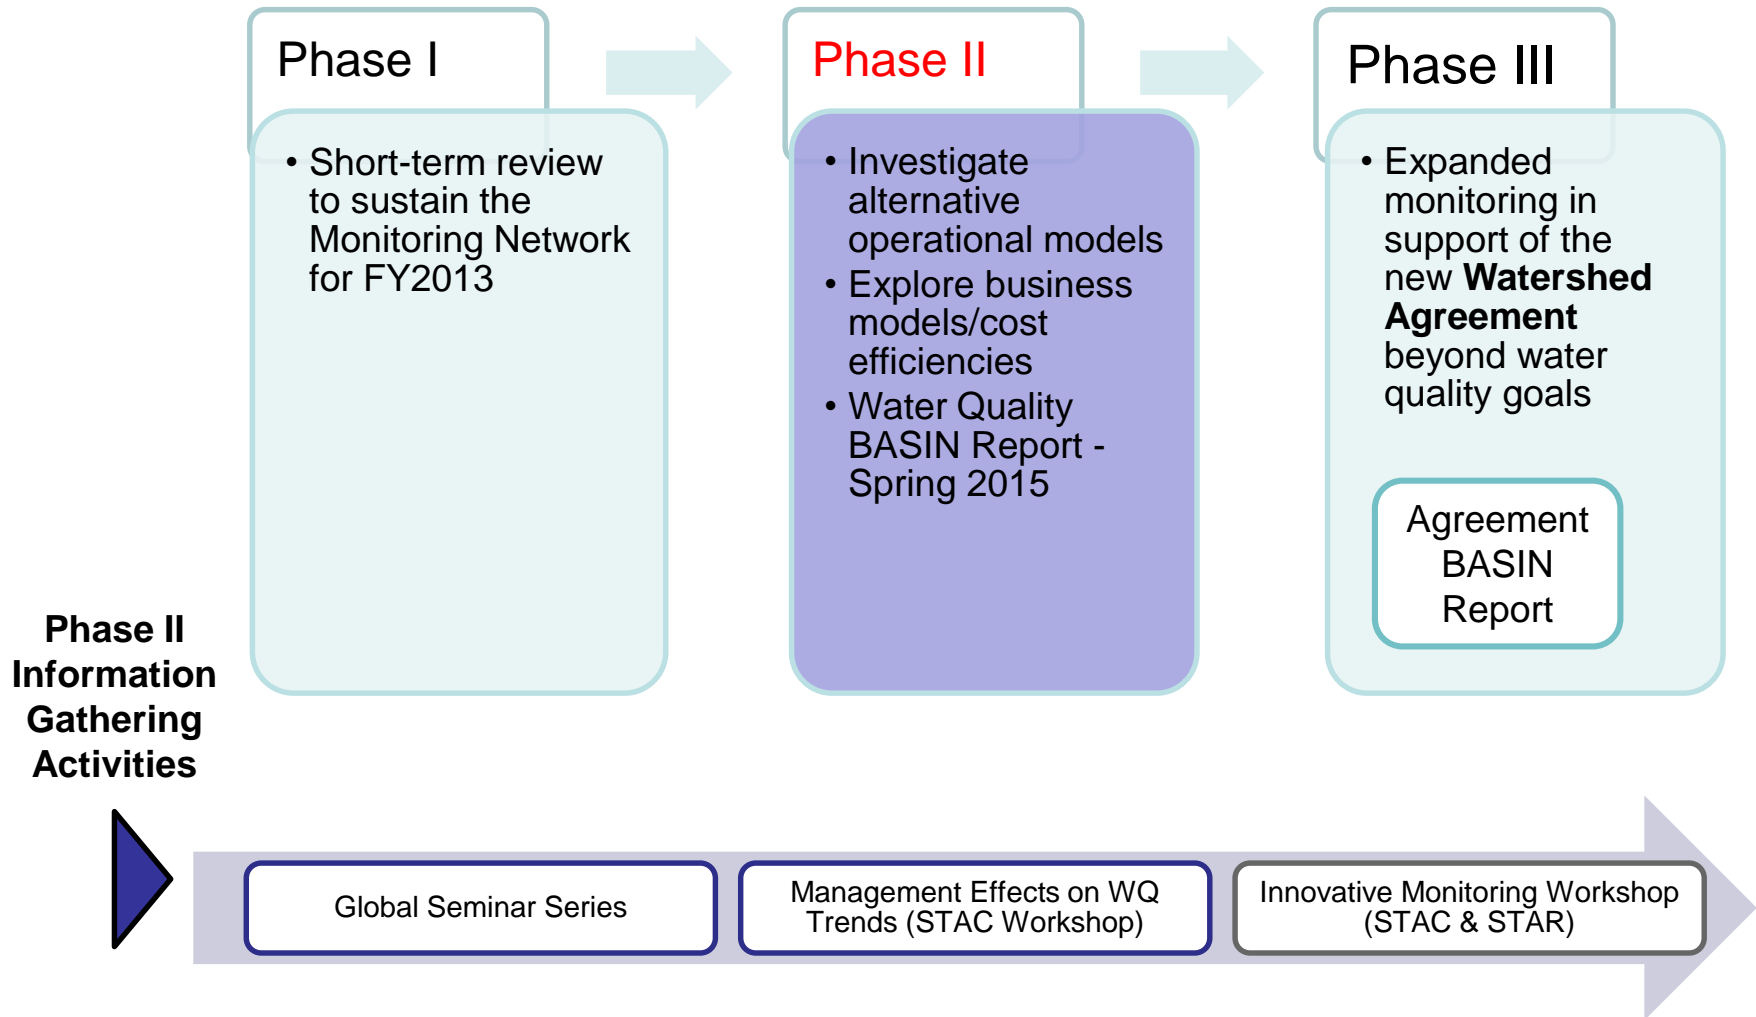 Phase I
• Short-term review
to sustain the
Monitoring Network
for FY2013
Phase II
• Investigate
alternative
operational models
• Explore business
models/cost
efficiencies
• Water Quality
BASIN Report -
Spring 2015
Phase III
• Expanded
monitoring in
support of the
new Watershed
Agreement
beyond water
quality goals
Agreement
BASIN
Report
Phase II
Information
Gathering
Activities
Global Seminar Series
Management Effects on WQ
Trends (STAC Workshop)
Innovative Monitoring Workshop
(STAC & STAR)